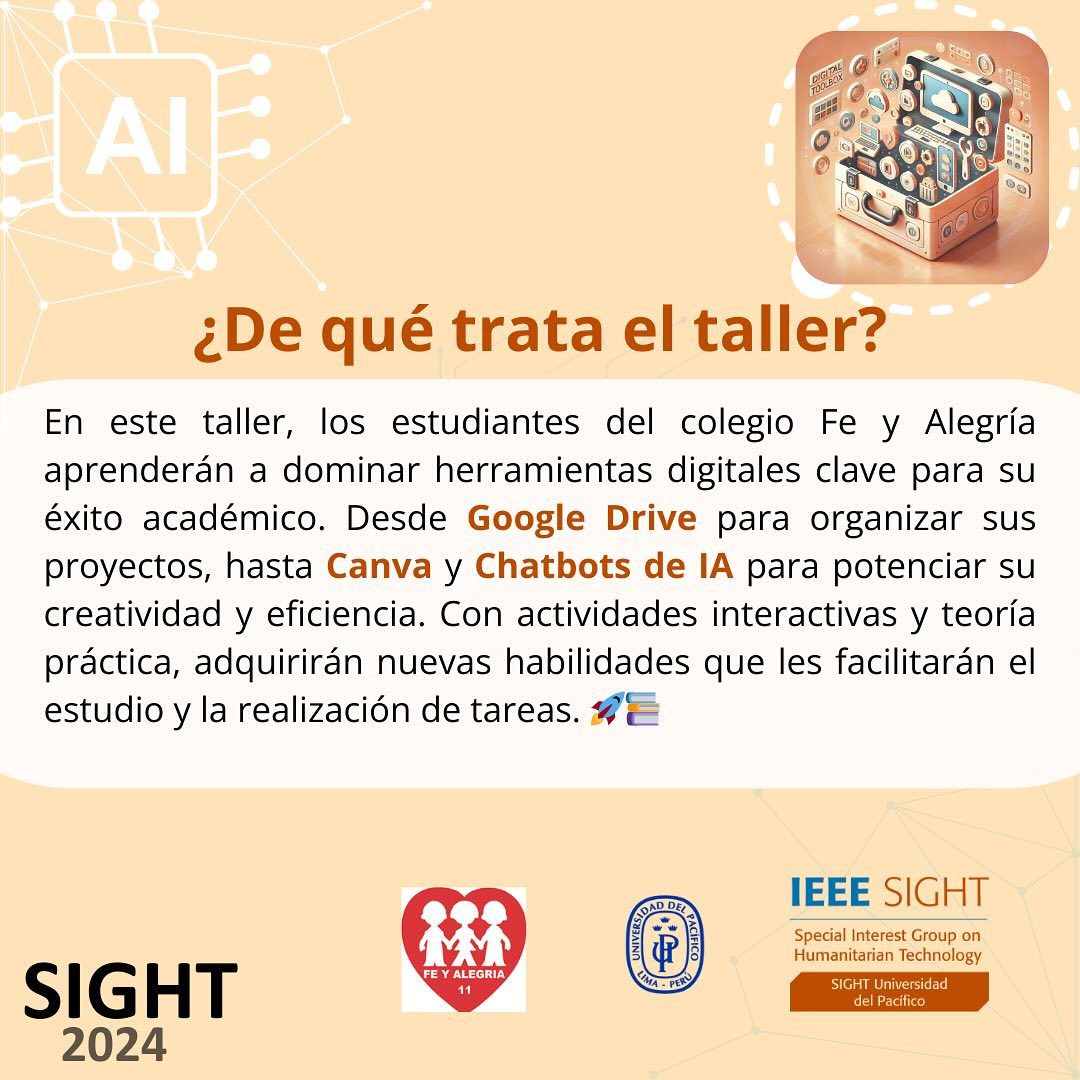 AI
DIGITAL
TOOLBOX
¿De qué trata el taller?
En este taller, los estudiantes del colegio Fe y Alegría
aprenderán a dominar herramientas digitales clave para su
éxito académico. Desde Google Drive para organizar sus
proyectos, hasta Canva y Chatbots de IA para potenciar su
creatividad y eficiencia. Con actividades interactivas y teoría
práctica, adquirirán nuevas habilidades que les facilitarán el
estudio y la realización de tareas. 🚀📚
SIGHT
2024
FE Y ALEGRIA
11
UNIVERSIDAD DEL PACIFICO
LIMA - PERÚ
IEEE SIGHT
Special Interest Group on
Humanitarian Technology
SIGHT Universidad
del Pacífico